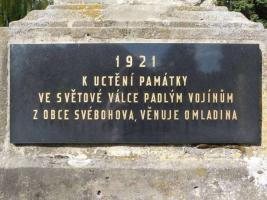 1921
K UCTĚNÍ PAMÁTKY
VE SVĚTOVÉ VÁLCE PADLÝM VOJÍNŮM
Z OBCE SVÉBOHOVA, VĚNUJE OMLADINA